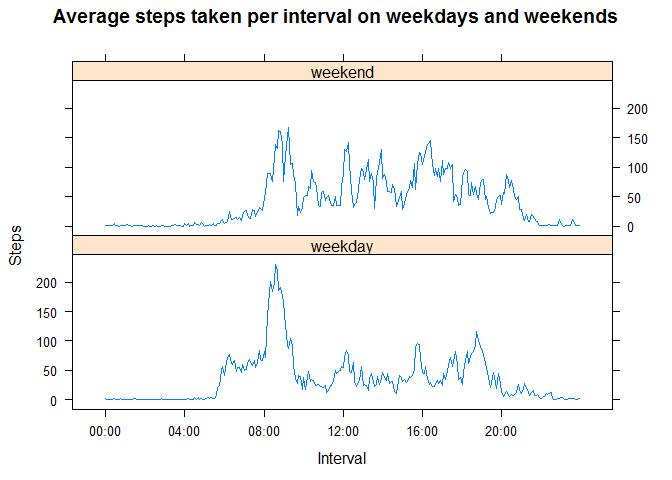 Average steps taken per interval on weekdays and weekends
weekend
200
150
100
50
0
Steps
weekday
200
150
100
50
0
00:00 04:00 08:00 12:00 16:00 20:00
Interval